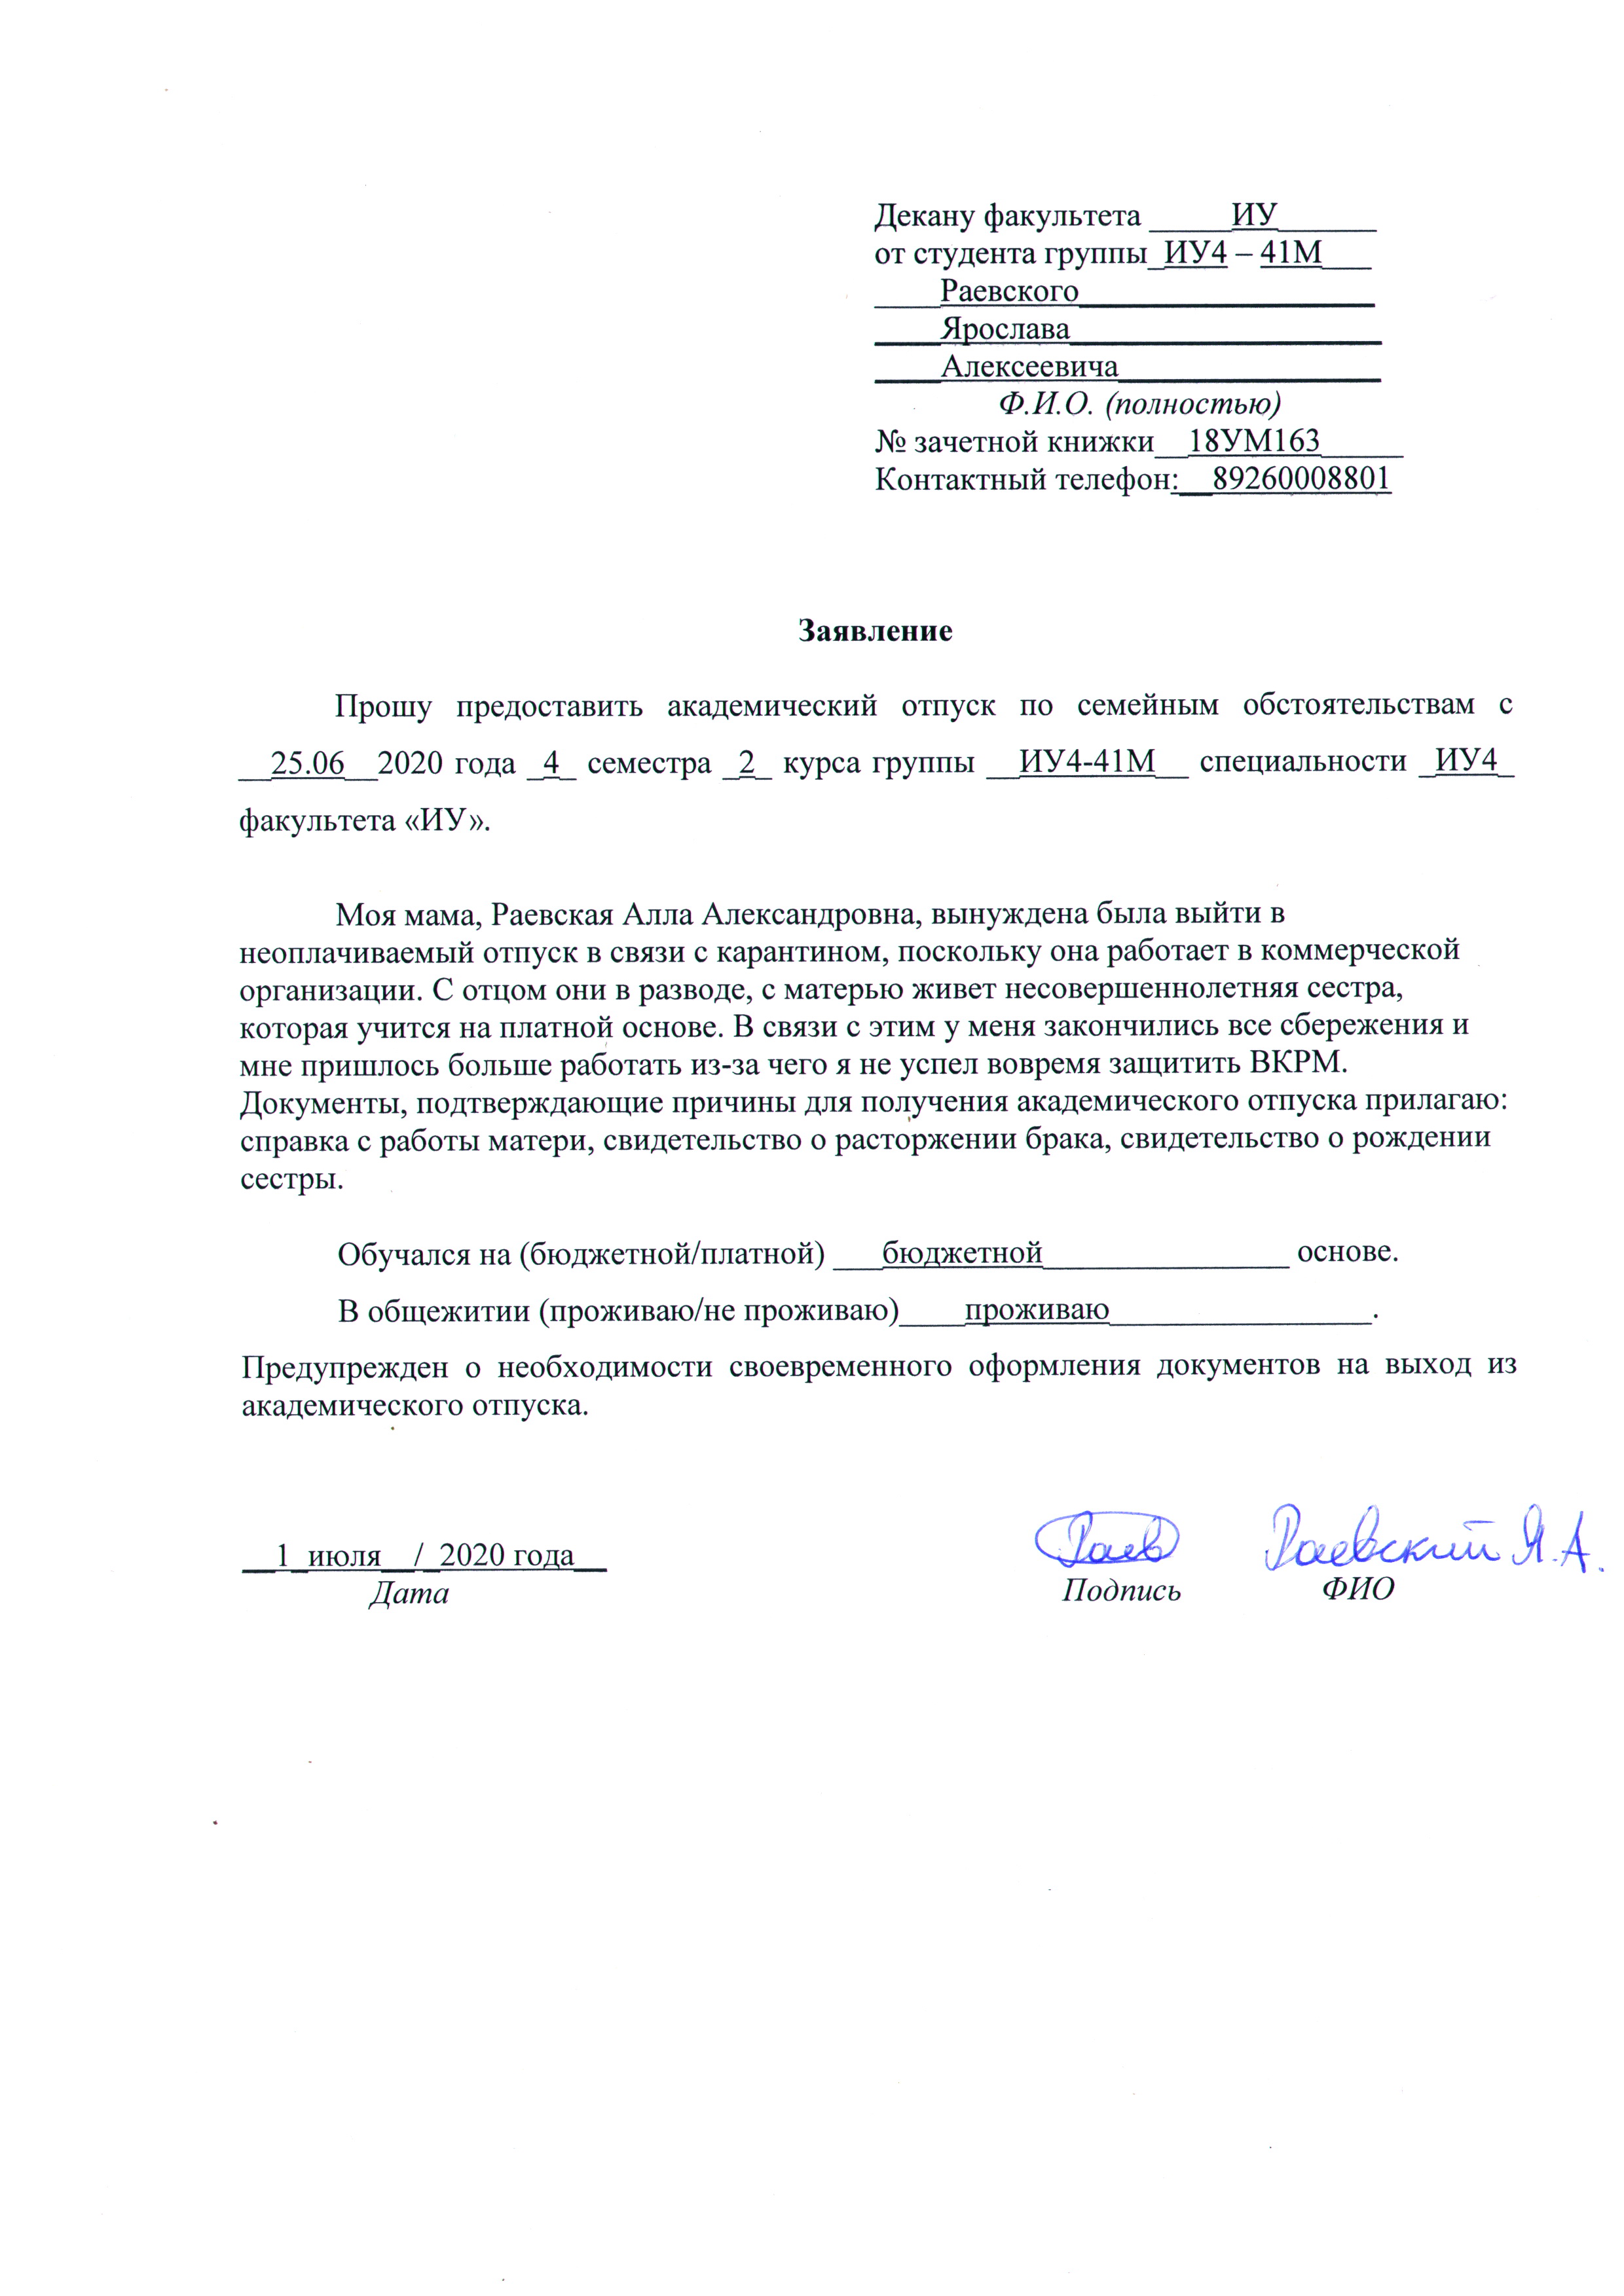 Декану факультета _____ИУ______
от студента группы_ИУ4 – 41М___
____Раевского__________________
____Ярослава___________________
____Алексеевича________________
Ф.И.О. (полностью)
№ зачетной книжки__18УМ163_____
Контактный телефон:__89260008801
Заявление
Прошу предоставить академический отпуск по семейным обстоятельствам с
__25.06__2020 года _4_ семестра _2_ курса группы __ИУ4-41М__ специальности _ИУ4_
факультета «ИУ».
Моя мама, Раевская Алла Александровна, вынуждена была выйти в
неоплачиваемый отпуск в связи с карантином, поскольку она работает в коммерческой
организации. С отцом они в разводе, с матерью живет несовершеннолетняя сестра,
которая учится на платной основе. В связи с этим у меня закончились все сбережения и
мне пришлось больше работать из-за чего я не успел вовремя защитить ВКРМ.
Документы, подтверждающие причины для получения академического отпуска прилагаю:
справка с работы матери, свидетельство о расторжении брака, свидетельство о рождении
сестры.
Обучался на (бюджетной/платной) ___бюджетной_______________ основе.
В общежитии (проживаю/не проживаю)____проживаю________________.
Предупрежден о необходимости своевременного оформления документов на выход из
академического отпуска.
__1_июля__/_2020 года__ Раев Раевский Я.А.
Дата Подпись ФИО